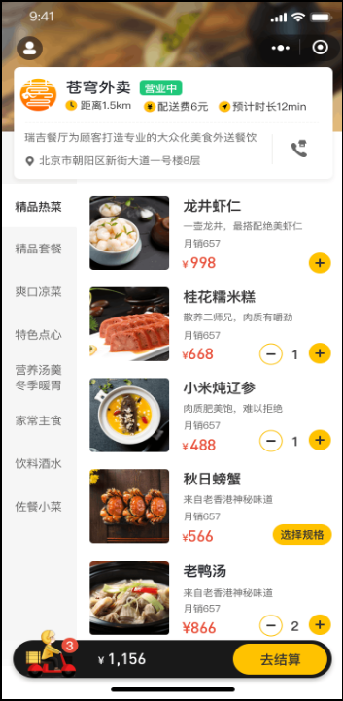 9:41
苍穹外卖
营业中
距离1.5km
配送费6元
预计时长12min
瑞吉餐厅为顾客打造专业的大众化美食外送餐饮
北京市朝阳区新街大道一号楼8层
精品热菜
精品套餐
爽口凉菜
特色点心
营养汤羹
冬季暖胃
家常主食
饮料酒水
佐餐小菜
龙井虾仁
一壶龙井，最搭配绝美虾仁
月销657
¥998
桂花糯米糕
散养二师兄，肉质有嚼劲
月销657
¥668
1
小米炖辽参
肉质肥美饱，难以拒绝
月销657
¥488
1
秋日螃蟹
来自老香港神秘味道
月销657
¥566
选择规格
老鸭汤
来自老香港神秘味道
月销657
¥866
2
3
¥ 1,156
去结算